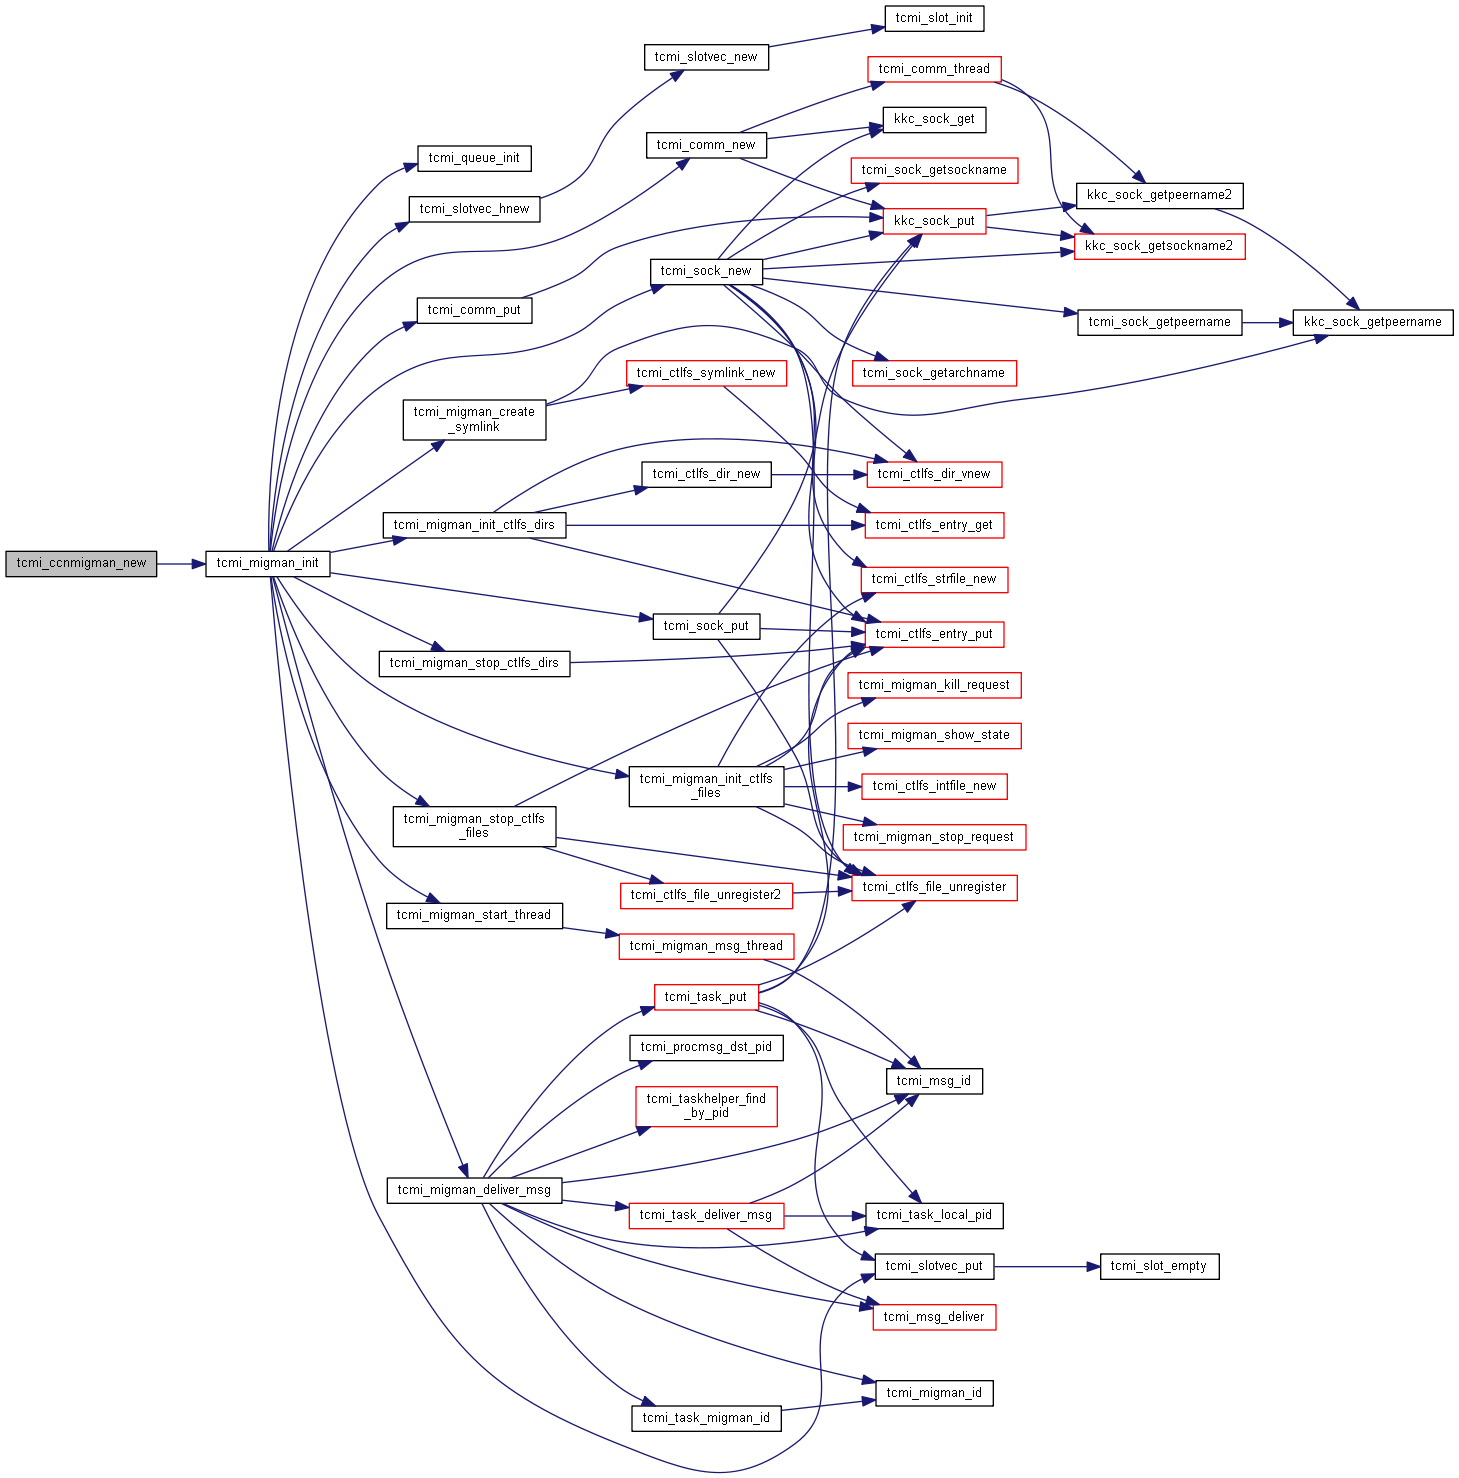 tcmi_slot_init
tcmi_slotvec_new
tcmi_comm_thread
kkc_sock_get
tcmi_comm_new
tcmi_queue_init
tcmi_sock_getsockname
kkc_sock_getpeername2
tcmi_slotvec_hnew
kkc_sock_put
kkc_sock_getsockname2
tcmi_sock_new
tcmi_comm_put
tcmi_sock_getpeername
kkc_sock_getpeername
tcmi_ctlfs_symlink_new
tcmi_sock_getarchname
tcmi_migman_create
_symlink
tcmi_ctlfs_dir_new
tcmi_ctlfs_dir_vnew
tcmi_migman_init_ctlfs_dirs
tcmi_ctlfs_entry_get
tcmi_ccnmigman_new
tcmi_migman_init
tcmi_ctlfs_strfile_new
tcmi_sock_put
tcmi_ctlfs_entry_put
tcmi_migman_stop_ctlfs_dirs
tcmi_migman_kill_request
tcmi_migman_show_state
tcmi_migman_init_ctlfs
_files
tcmi_ctlfs_intfile_new
tcmi_migman_stop_ctlfs
_files
tcmi_migman_stop_request
tcmi_ctlfs_file_unregister2
tcmi_ctlfs_file_unregister
tcmi_migman_start_thread
tcmi_migman_msg_thread
tcmi_task_put
tcmi_procmsg_dst_pid
tcmi_msg_id
tcmi_taskhelper_find
_by_pid
tcmi_migman_deliver_msg
tcmi_task_deliver_msg
tcmi_task_local_pid
tcmi_slotvec_put
tcmi_slot_empty
tcmi_msg_deliver
tcmi_migman_id
tcmi_task_migman_id